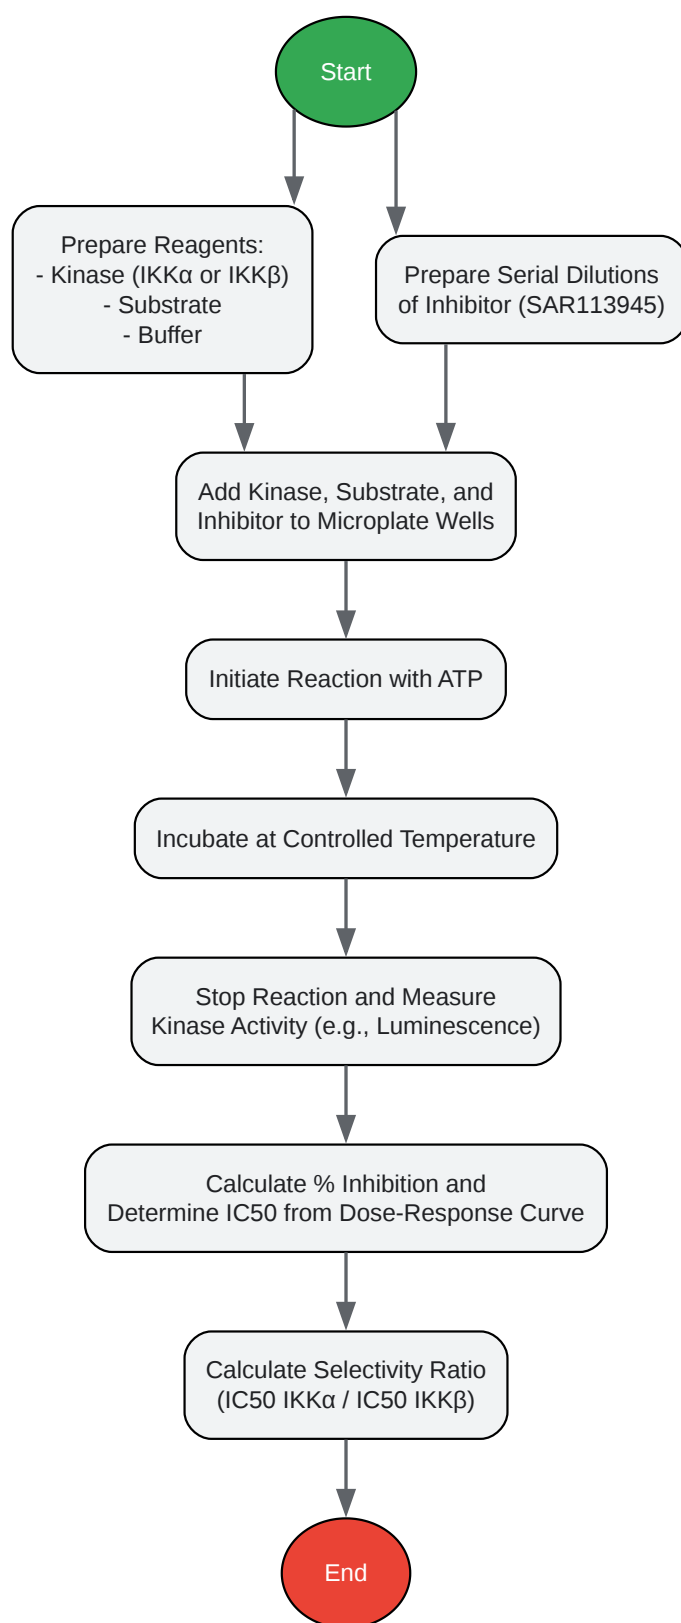 Start
Prepare Reagents:
- Kinase (IKKα or IKKβ)
- Substrate
- Buffer
Prepare Serial Dilutions
of Inhibitor (SAR113945)
Add Kinase, Substrate, and
Inhibitor to Microplate Wells
Initiate Reaction with ATP
Incubate at Controlled Temperature
Stop Reaction and Measure
Kinase Activity (e.g., Luminescence)
Calculate % Inhibition and
Determine IC50 from Dose-Response Curve
Calculate Selectivity Ratio
(IC50 IKKα / IC50 IKKβ)
End